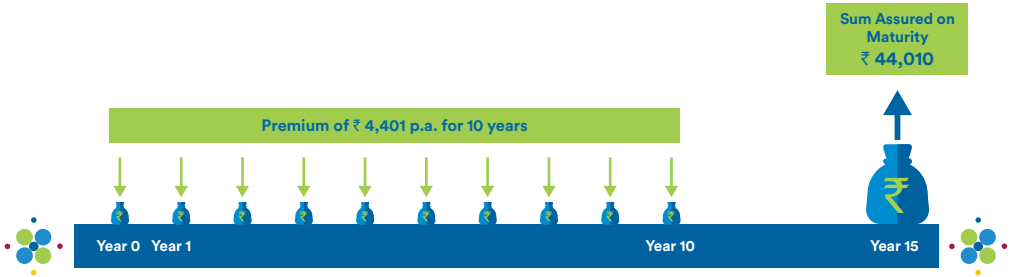 Sum Assured on
Maturity
₹ 44,010
Premium of ₹ 4,401 p.a. for 10 years
₹ ₹ ₹ ₹ ₹ ₹ ₹ ₹ ₹ ₹ ₹
Year 0 Year 1 Year 10 Year 15